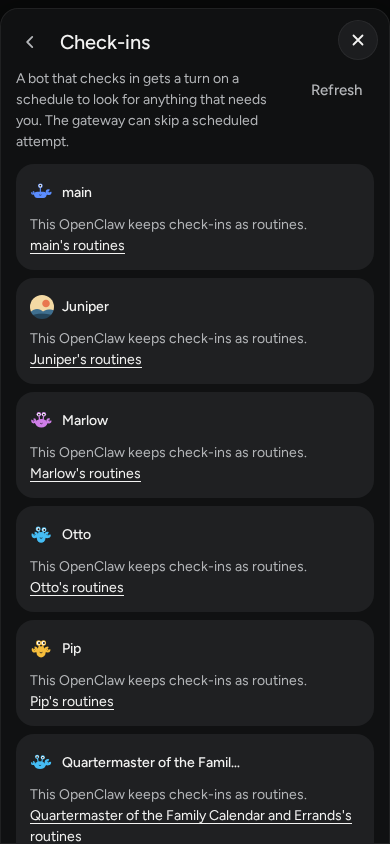 Check-ins
A bot that checks in gets a turn on a
schedule to look for anything that needs
you. The gateway can skip a scheduled
attempt.
Refresh
main
This OpenClaw keeps check-ins as routines.
main's routines
Juniper
This OpenClaw keeps check-ins as routines.
Juniper's routines
Marlow
This OpenClaw keeps check-ins as routines.
Marlow's routines
Otto
This OpenClaw keeps check-ins as routines.
Otto's routines
Pip
This OpenClaw keeps check-ins as routines.
Pip's routines
Quartermaster of the Famil...
This OpenClaw keeps check-ins as routines.
Quartermaster of the Family Calendar and Errands's
routines